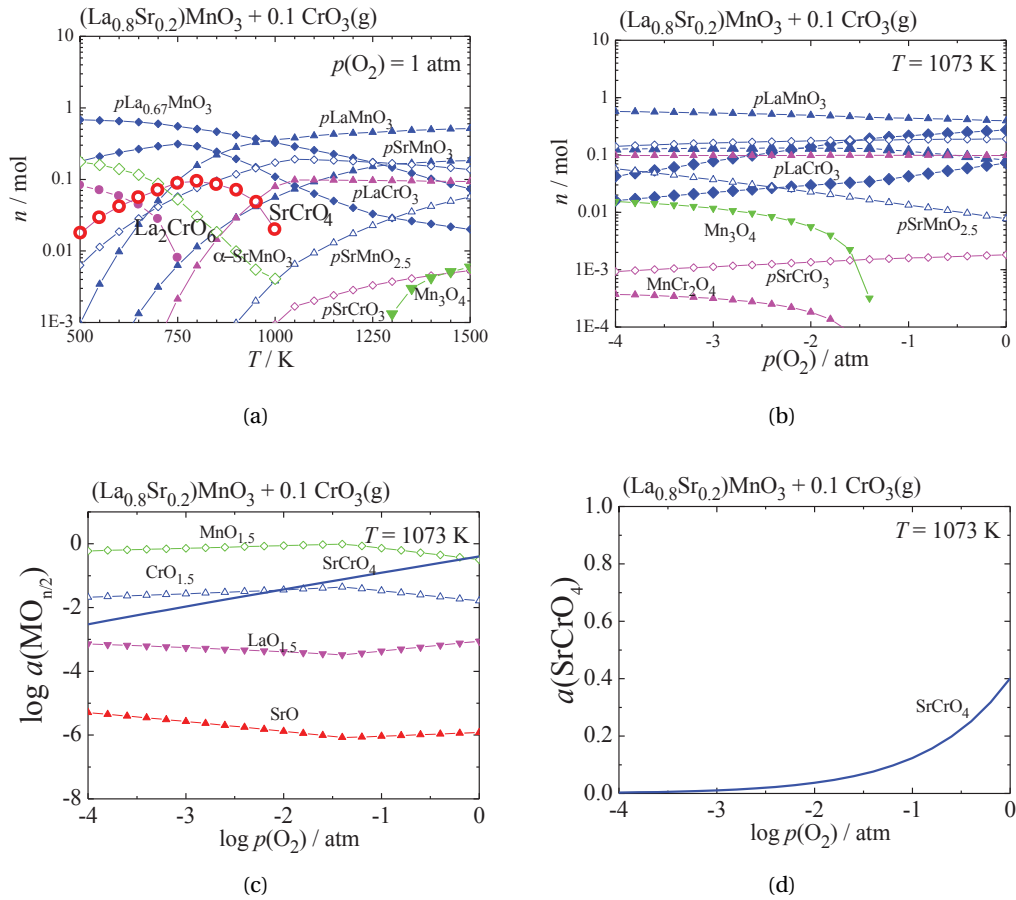 (La0.8Sr0.2)MnO3 + 0.1 CrO3(g)
p(O2) = 1 atm
pLa0.67MnO3
pLaMnO3
pSrMnO3
pLaCrO3
La2CrO6
SrCrO4
α-SrMnO3
pSrMnO2.5
pSrCrO3
Mn3O4
n / mol
10
1
0.1
0.01
1E-3
500 750 1000 1250 1500
T / K
(a)
(La0.8Sr0.2)MnO3 + 0.1 CrO3(g)
T = 1073 K
pLaMnO3
pLaCrO3
pSrMnO2.5
Mn3O4
pSrCrO3
MnCr2O4
n / mol
10
1
0.1
0.01
1E-3
1E-4
-4 -3 -2 -1 0
p(O2) / atm
(b)
(La0.8Sr0.2)MnO3 + 0.1 CrO3(g)
T = 1073 K
MnO1.5
SrCrO4
CrO1.5
LaO1.5
SrO
log a(MOn/2)
0
-2
-4
-6
-8
-4 -3 -2 -1 0
log p(O2) / atm
(c)
(La0.8Sr0.2)MnO3 + 0.1 CrO3(g)
T = 1073 K
SrCrO4
a(SrCrO4)
1.0
0.8
0.6
0.4
0.2
0.0
-4 -3 -2 -1 0
log p(O2) / atm
(d)